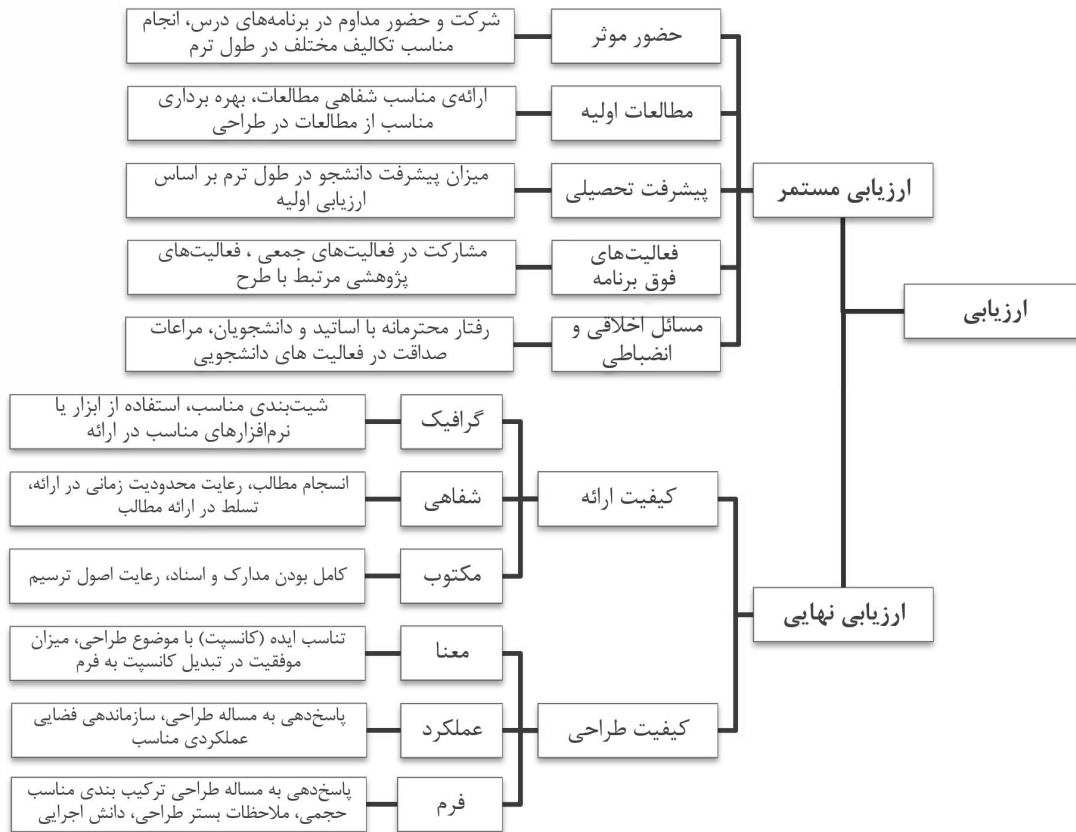 ارزیابی
ارزیابی مستمر
حضور موثر
شرکت و حضور مداوم در برنامه‌های درس، انجام
مناسب تکالیف مختلف در طول ترم
مطالعات اولیه
ارائه‌ی مناسب شفاهی مطالعات، بهره برداری
مناسب از مطالعات در طراحی
پیشرفت تحصیلی
میزان پیشرفت دانشجو در طول ترم بر اساس
ارزیابی اولیه
فعالیت‌های
فوق برنامه
مشارکت در فعالیت‌های جمعی ، فعالیت‌های
پژوهشی مرتبط با طرح
مسائل اخلاقی و
انضباطی
رفتار محترمانه با اساتید و دانشجویان، مراعات
صداقت در فعالیت های دانشجویی
ارزیابی نهایی
کیفیت ارائه
گرافیک
شیت‌بندی مناسب، استفاده از ابزار یا
نرم‌افزارهای مناسب در ارائه
شفاهی
انسجام مطالب، رعایت محدودیت زمانی در ارائه،
تسلط در ارائه مطالب
مکتوب
کامل بودن مدارک و اسناد، رعایت اصول ترسیم
کیفیت طراحی
معنا
تناسب ایده (کانسپت) با موضوع طراحی، میزان
موفقیت در تبدیل کانسپت به فرم
عملکرد
پاسخ‌دهی به مساله طراحی، سازماندهی فضایی
عملکردی مناسب
فرم
پاسخ‌دهی به مساله طراحی ترکیب بندی مناسب
حجمی، ملاحظات بستر طراحی، دانش اجرایی